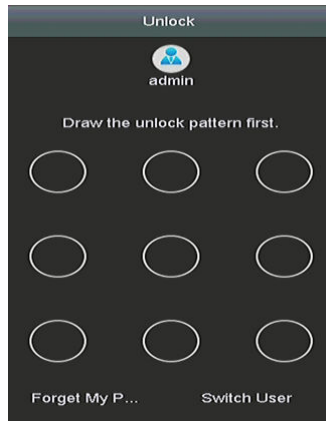 Unlock
admin
Draw the unlock pattern first.
Forget My P...
Switch User